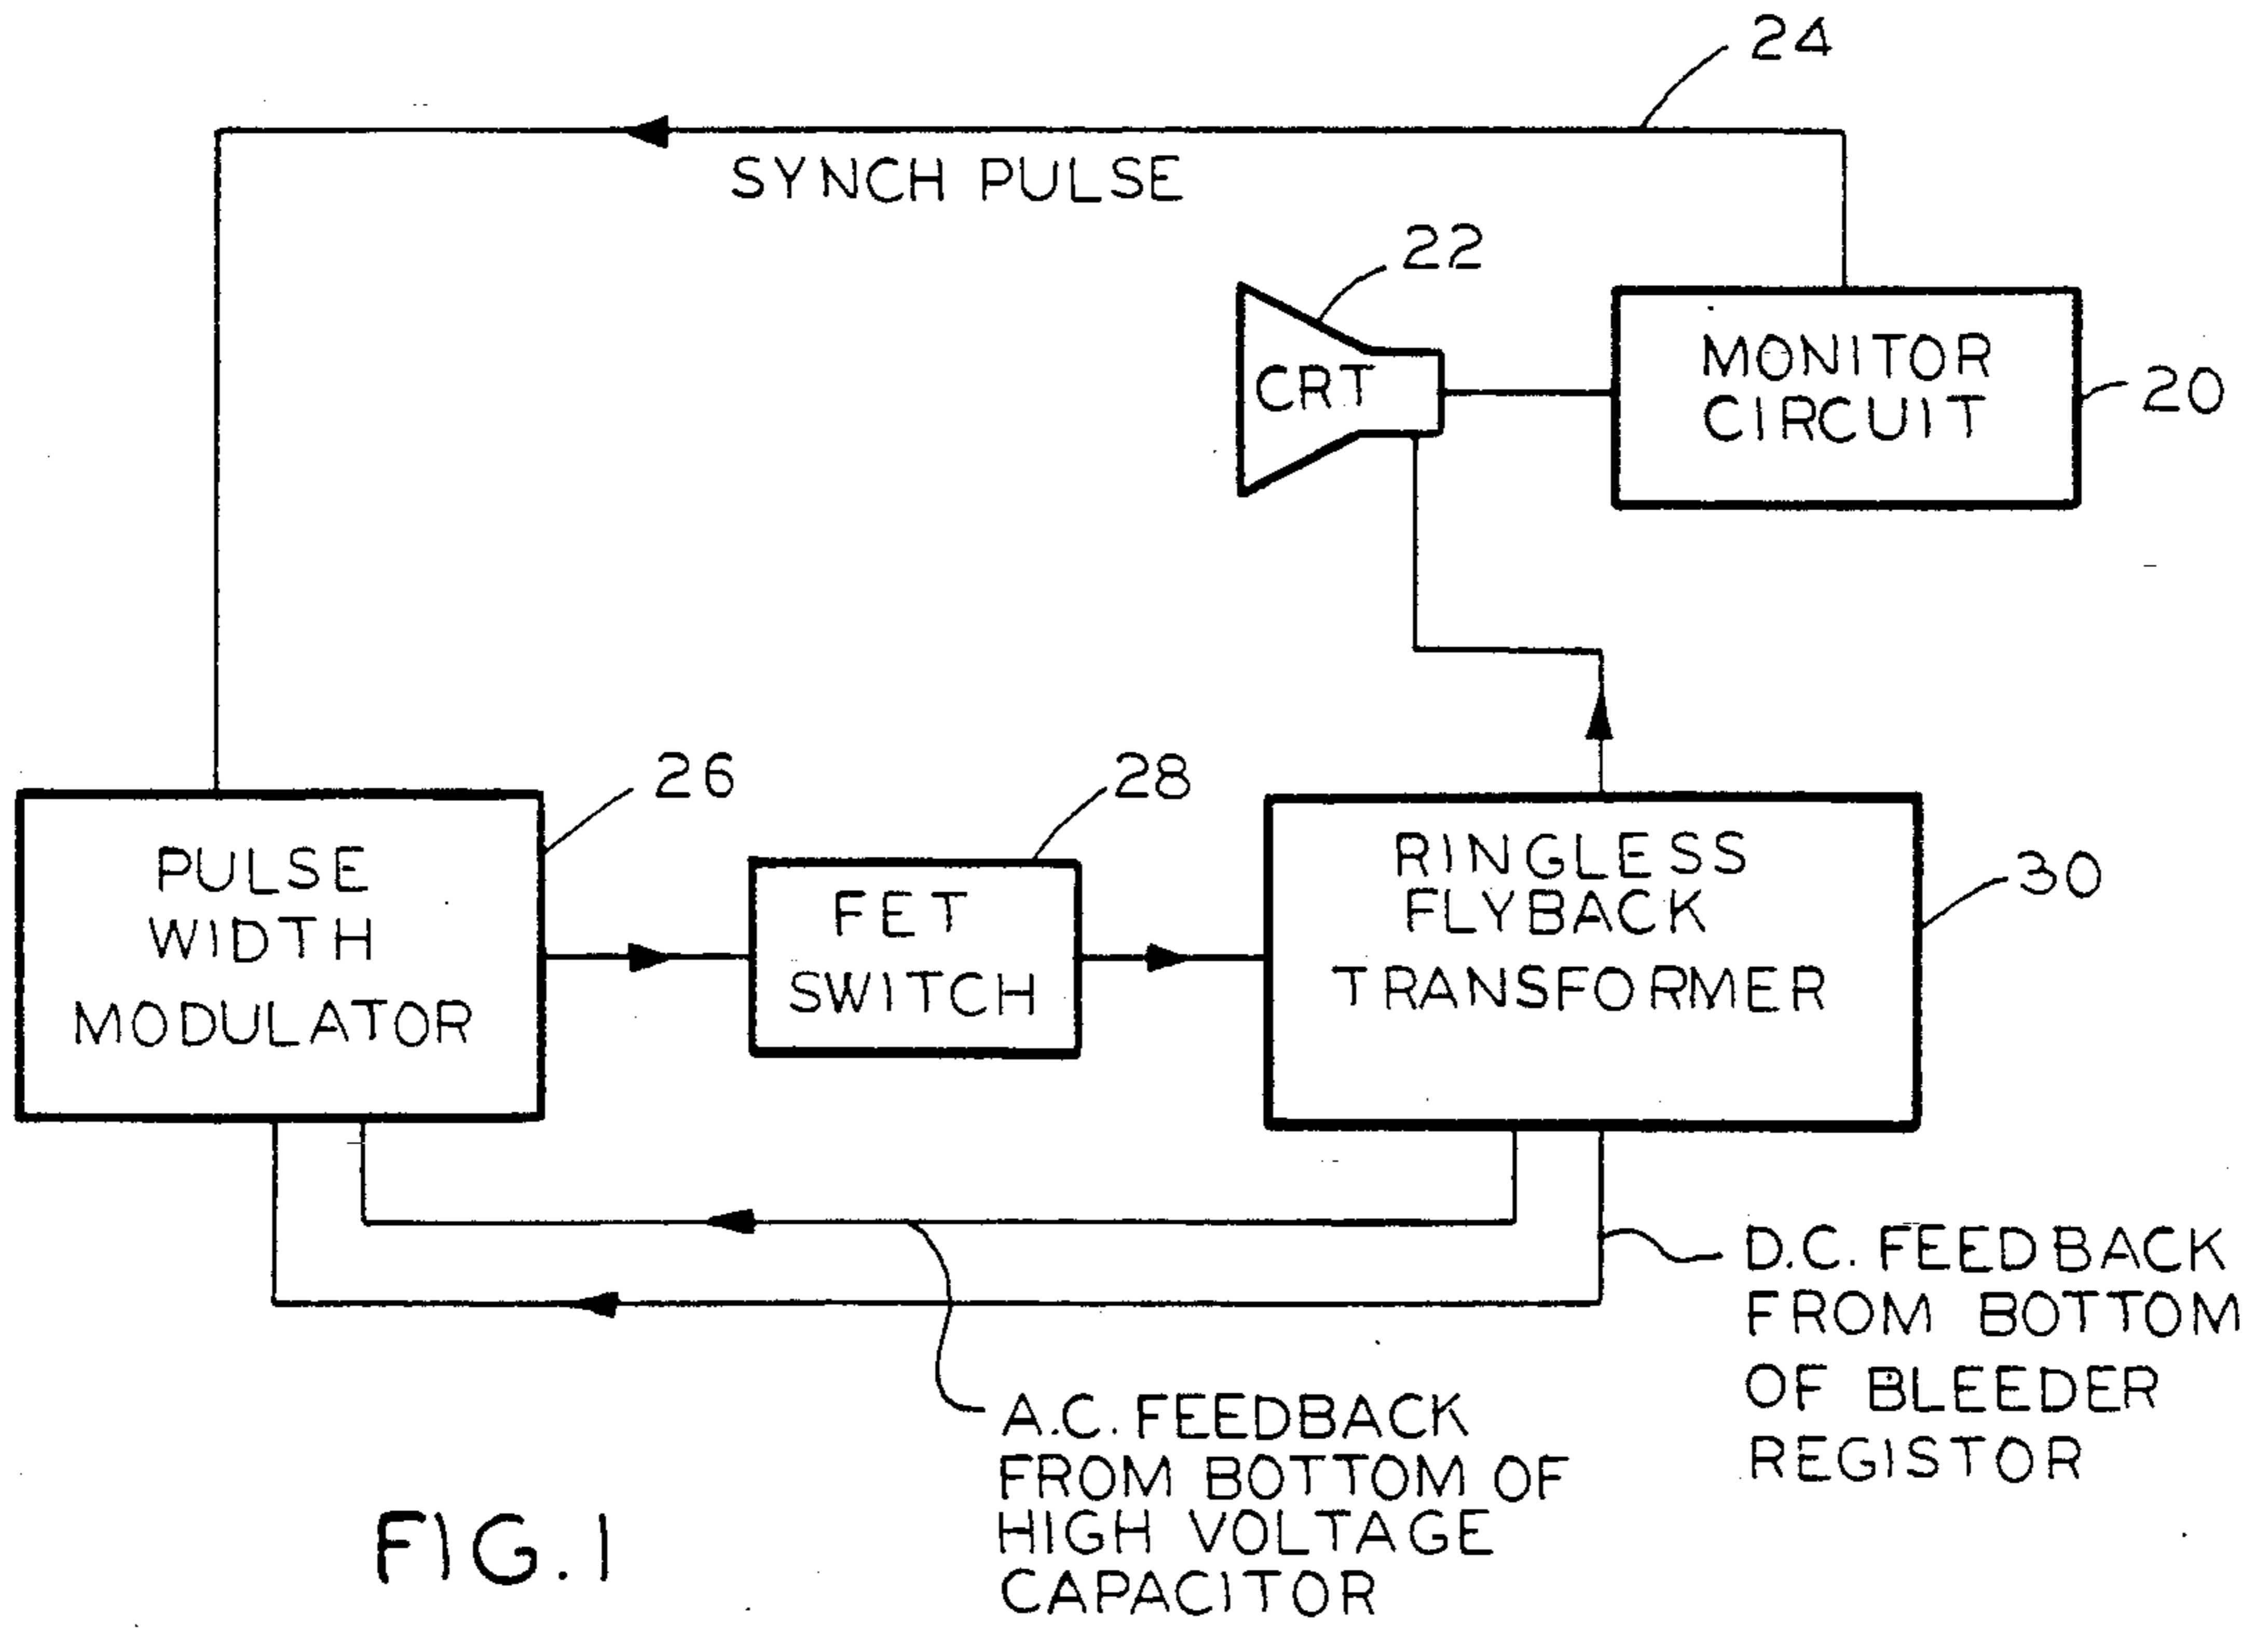 24
SYNCH PULSE
22
CRT
MONITOR
CIRCUIT
20
26
28
PULSE
WIDTH
MODULATOR
FET
SWITCH
RINGLESS
FLYBACK
TRANSFORMER
30
D.C. FEEDBACK
FROM BOTTOM
OF BLEEDER
REGISTOR
A.C. FEEDBACK
FROM BOTTOM OF
HIGH VOLTAGE
CAPACITOR
FIG. 1